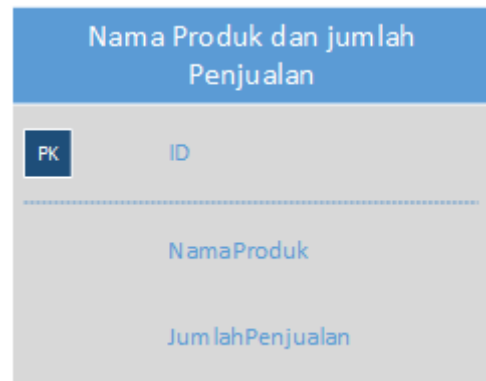 Nama Produk dan jumlah
Penjualan
PK ID
NamaProduk
JumlahPenjualan